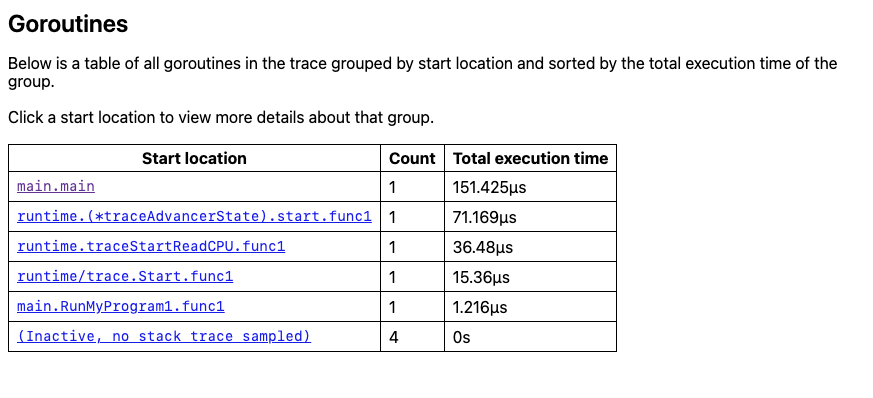 Goroutines
Below is a table of all goroutines in the trace grouped by start location and sorted by the total execution time of the
group.
Click a start location to view more details about that group.
Start location Count Total execution time
main.main 1 151.425µs
runtime.(*traceAdvancerState).start.func1 1 71.169µs
runtime.traceStartReadCPU.func1 1 36.48µs
runtime/trace.Start.func1 1 15.36µs
main.RunMyProgram1.func1 1 1.216µs
(Inactive, no stack trace sampled) 4 0s